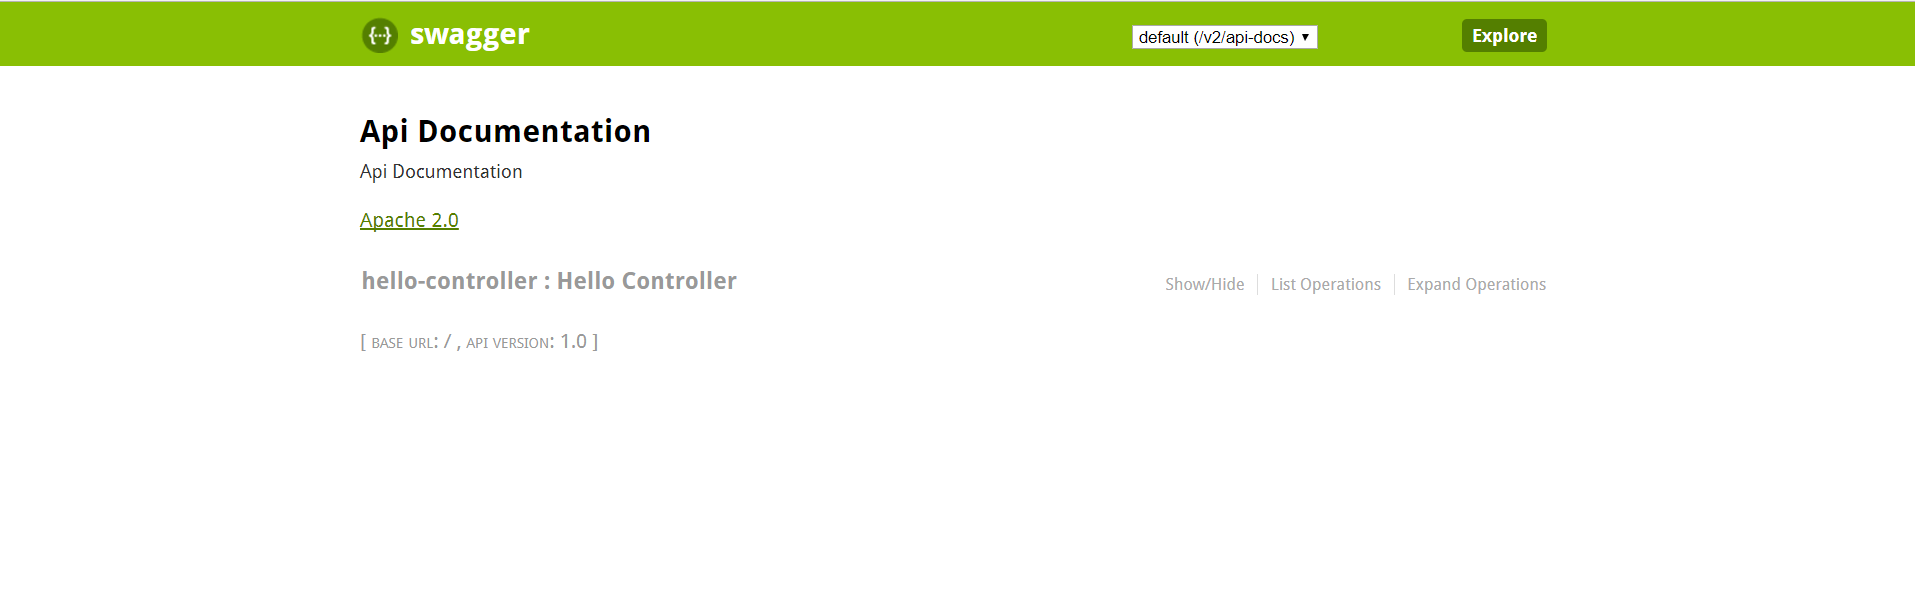 {···} swagger default (/v2/api-docs) Explore
Api Documentation
Api Documentation
Apache 2.0
hello-controller : Hello Controller Show/Hide List Operations Expand Operations
[ BASE URL: / , API VERSION: 1.0 ]